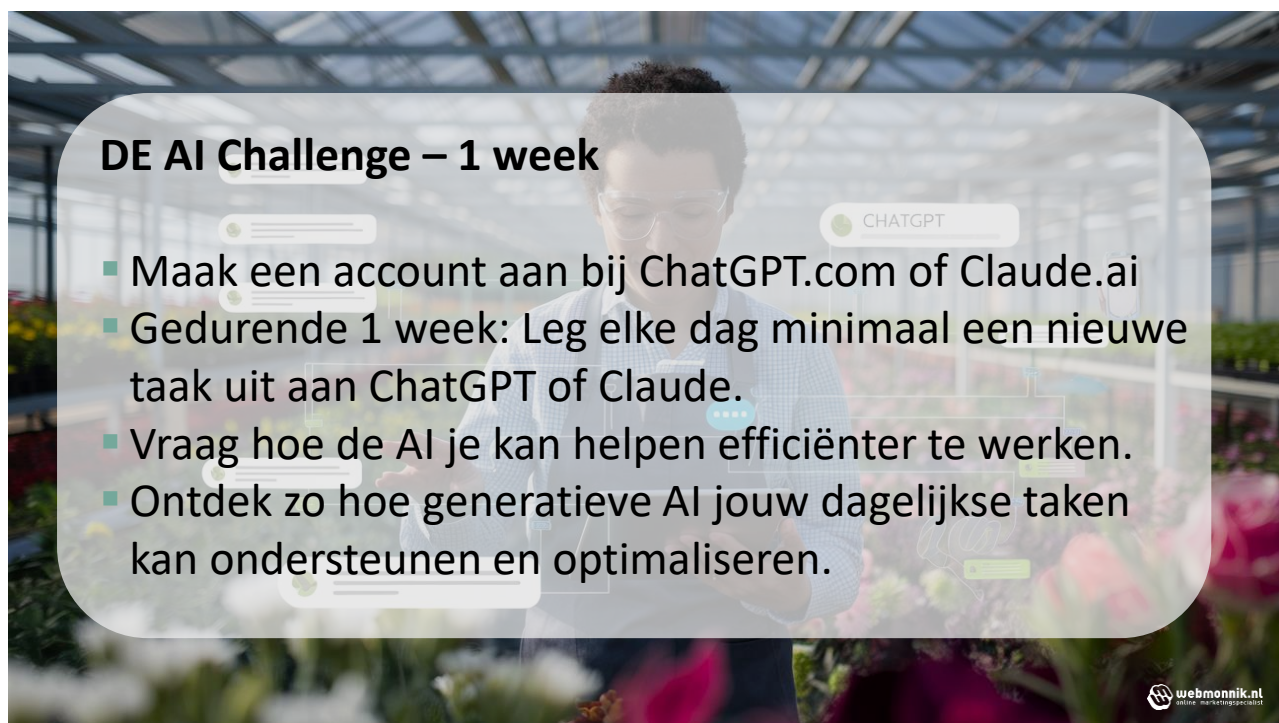 DE AI Challenge – 1 week
CHATGPT
▪ Maak een account aan bij ChatGPT.com of Claude.ai
▪ Gedurende 1 week: Leg elke dag minimaal een nieuwe
taak uit aan ChatGPT of Claude.
▪ Vraag hoe de AI je kan helpen efficiënter te werken.
▪ Ontdek zo hoe generatieve AI jouw dagelijkse taken
kan ondersteunen en optimaliseren.
webmonnik.nl
online marketingspecialist